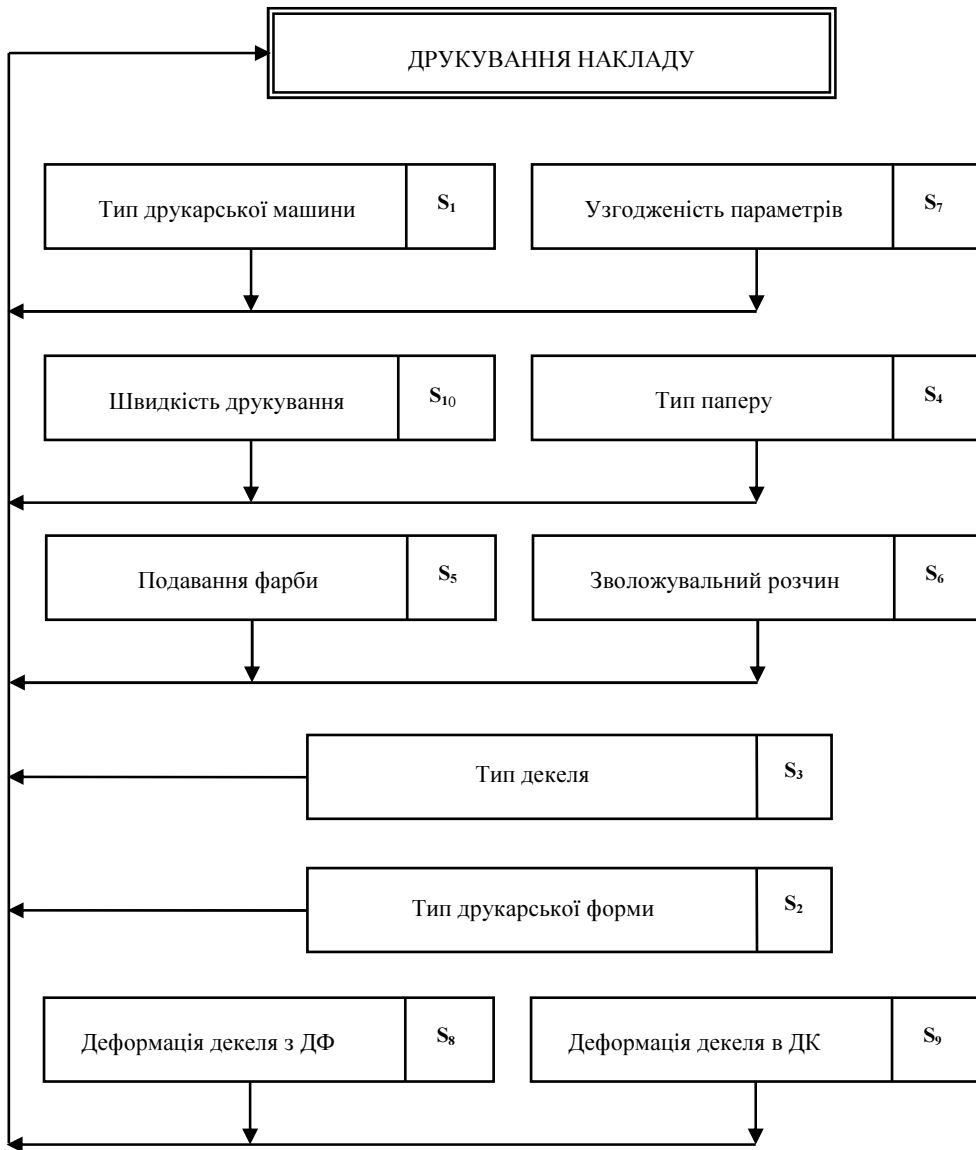 ДРУКУВАННЯ НАКЛАДУ
Тип друкарської машини S₁ Узгодженість параметрів S₇
Швидкість друкування S₁₀ Тип паперу S₄
Подавання фарби S₅ Зволожувальний розчин S₆
Тип декеля S₃
Тип друкарської форми S₂
Деформація декеля з ДФ S₈ Деформація декеля в ДК S₉